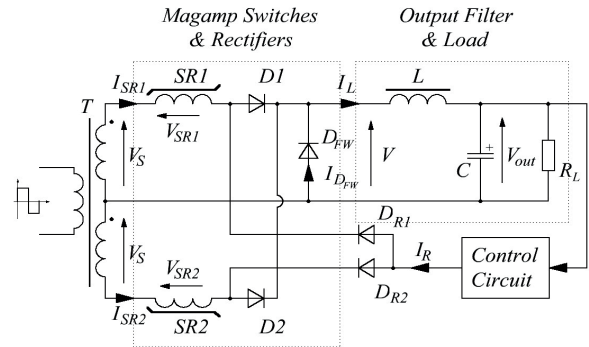 Magamp Switches
& Rectifiers
Output Filter
& Load
I_SR1
SR1
D1
I_L
L
T
V_SR1
D_FW
I_D_FW
V_S
V
C
+
V_out
R_L
V_S
V_SR2
D_R1
I_R
Control
Circuit
D_R2
I_SR2
SR2
D2